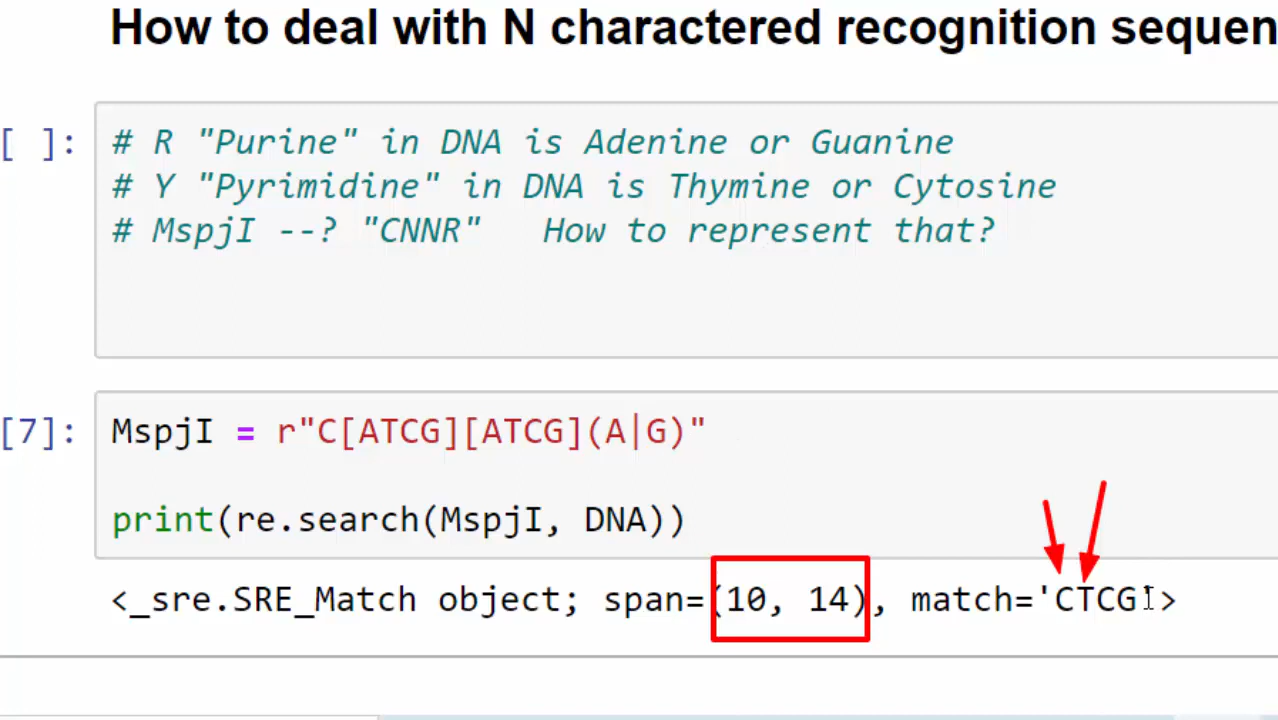 How to deal with N charactered recognition sequen
[ ]:
# R "Purine" in DNA is Adenine or Guanine
# Y "Pyrimidine" in DNA is Thymine or Cytosine
# MspjI --? "CNNR" How to represent that?
[7]:
MspjI = r"C[ATCG][ATCG](A|G)"
print(re.search(MspjI, DNA))
<_sre.SRE_Match object; span=(10, 14), match='CTCG'>